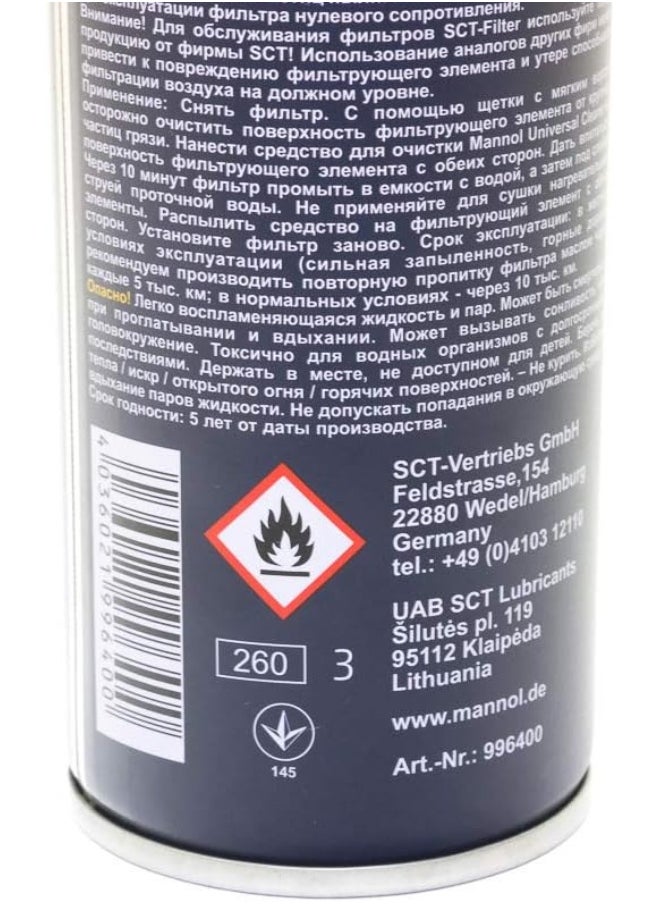 эксплуатации фильтра нулевого сопротивления.
Внимание! Для обслуживания фильтров SCT-Filter используйте
продукцию от фирмы SCT! Использование аналогов других фирм
привести к повреждению фильтрующего элемента и утере
фильтрации воздуха на должном уровне.
Применение: Снять фильтр. С помощью щетки с мягким
осторожно очистить поверхность фильтрующего элемента от
частиц грязи. Нанести средство для очистки Mannol Universal
поверхность фильтрующего элемента с обеих сторон. Дать
Через 10 минут фильтр промыть в емкости с водой, а затем под
струей проточной воды. Не применяйте для сушки
элементы. Распылить средство на фильтрующий элемент с
сторон. Установите фильтр заново. Срок эксплуатации: в
условиях эксплуатации (сильная запыленность, горные
рекомендуем производить повторную пропитку фильтра маслом
каждые 5 тыс. км; в нормальных условиях - через 10 тыс. км.
Опасно! Легко воспламеняющаяся жидкость и пар. Может быть
при проглатывании и вдыхании. Может вызывать сонливость
головокружение. Токсично для водных организмов с
последствиями. Держать в месте, не доступном для детей.
тепла / искр / открытого огня / горячих поверхностей. – Не курить.
вдыхание паров жидкости. Не допускать попадания в окружающую
Срок годности: 5 лет от даты производства.
4 036021 996400
SCT-Vertriebs GmbH
Feldstrasse,154
22880 Wedel/Hamburg
Germany
tel.: +49 (0)4103 12110
UAB SCT Lubricants
Šilutės pl. 119
95112 Klaipėda
Lithuania
www.mannol.de
Art.-Nr.: 996400
260 3
145